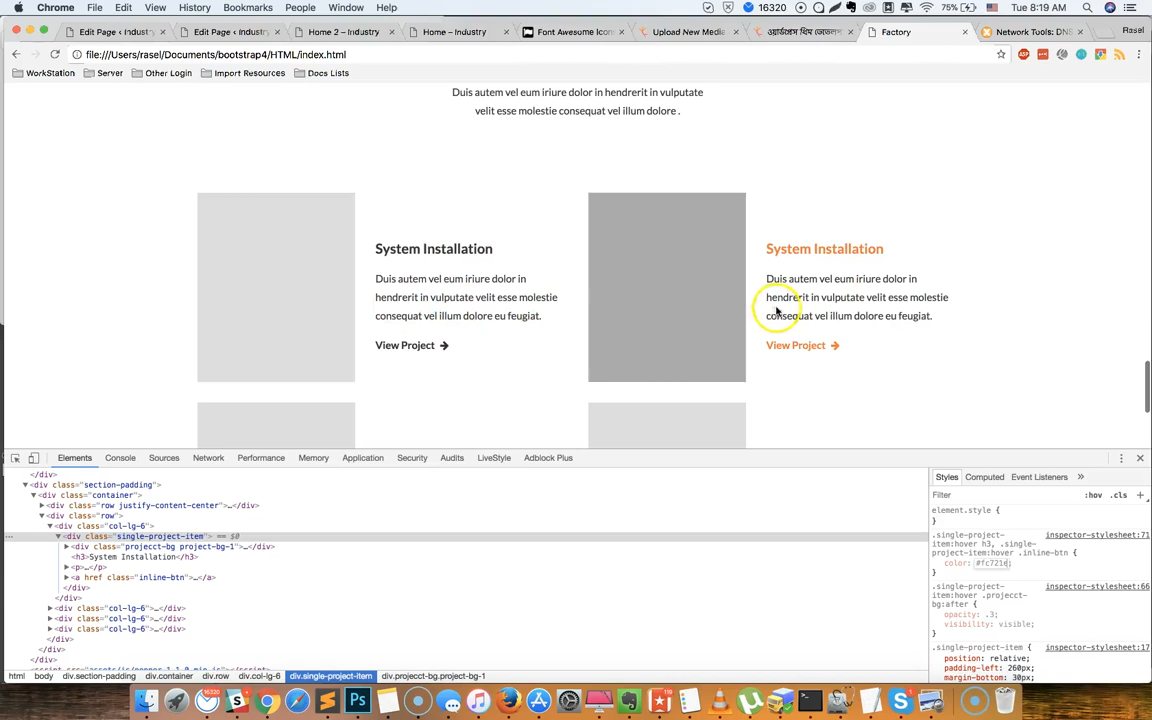 Chrome File Edit View History Bookmarks People Window Help 16320 75% Tue 8:19 AM
Edit Page ‹ Industry Edit Page ‹ Industry Home 2 – Industry Home – Industry Font Awesome Icons Upload New Media Factory Network Tools: DNS Rasel
file:///Users/rasel/Documents/bootstrap4/HTML/index.html
WorkStation Server Other Login Import Resources Docs Lists
Duis autem vel eum iriure dolor in hendrerit in vulputate
velit esse molestie consequat vel illum dolore .
System Installation
Duis autem vel eum iriure dolor in
hendrerit in vulputate velit esse molestie
consequat vel illum dolore eu feugiat.
View Project
System Installation
Duis autem vel eum iriure dolor in
hendrerit in vulputate velit esse molestie
consequat vel illum dolore eu feugiat.
View Project
Elements Console Sources Network Performance Memory Application Security Audits LiveStyle Adblock Plus
</div>
<div class="section-padding">
<div class="container">
<div class="row justify-content-center">…</div>
<div class="row">
<div class="col-lg-6">
<div class="single-project-item"> == $0
<div class="projecct-bg project-bg-1">…</div>
<h3>System Installation</h3>
<p>…</p>
<a href class="inline-btn">…</a>
</div>
</div>
<div class="col-lg-6">…</div>
<div class="col-lg-6">…</div>
<div class="col-lg-6">…</div>
</div>
</div>
html body div.section-padding div.container div.row div.col-lg-6 div.single-project-item div.projecct-bg.project-bg-1
Styles Computed Event Listeners »
Filter :hov .cls +
element.style {
}
.single-project-item:hover h3, .single-project-item:hover .inline-btn { inspector-stylesheet:71
color: #fc721e;
}
.single-project-item:hover .projecct-bg:after { inspector-stylesheet:66
opacity: .3;
visibility: visible;
}
.single-project-item { inspector-stylesheet:17
position: relative;
padding-left: 260px;
margin-bottom: 30px;